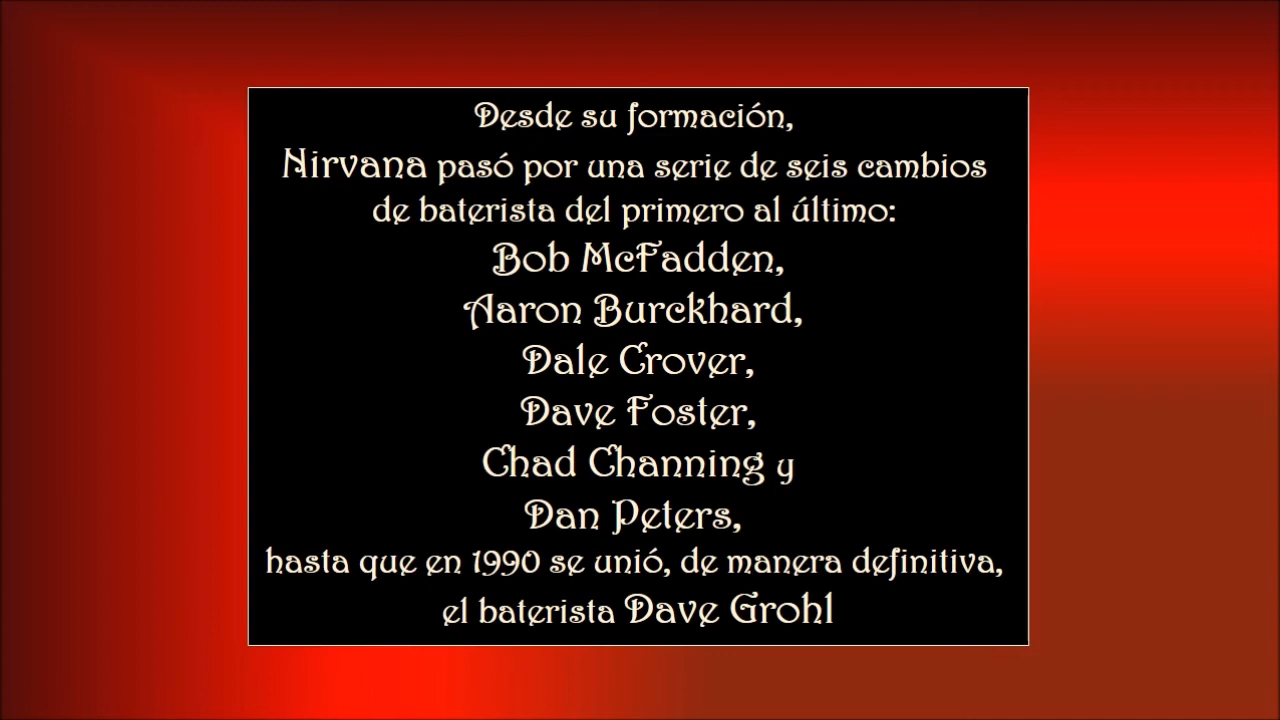 Desde su formación,
Nirvana pasó por una serie de seis cambios
de baterista del primero al último:
Bob McFadden,
Aaron Burckhard,
Dale Crover,
Dave Foster,
Chad Channing y
Dan Peters,
hasta que en 1990 se unió, de manera definitiva,
el baterista Dave Grohl